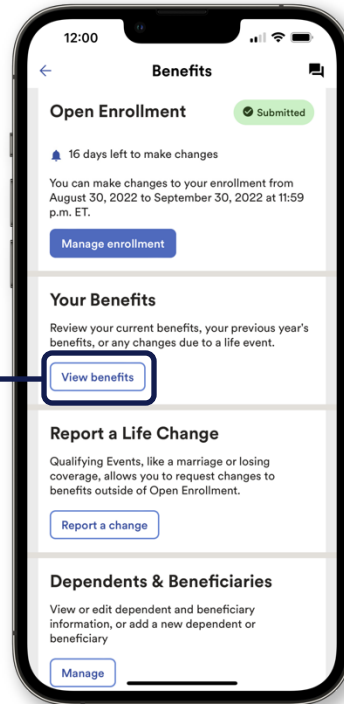 12:00
Benefits
Open Enrollment
Submitted
16 days left to make changes
You can make changes to your enrollment from
August 30, 2022 to September 30, 2022 at 11:59
p.m. ET.
Manage enrollment
Your Benefits
Review your current benefits, your previous year's
benefits, or any changes due to a life event.
View benefits
Report a Life Change
Qualifying Events, like a marriage or losing
coverage, allows you to request changes to
benefits outside of Open Enrollment.
Report a change
Dependents & Beneficiaries
View or edit dependent and beneficiary
information, or add a new dependent or
beneficiary
Manage